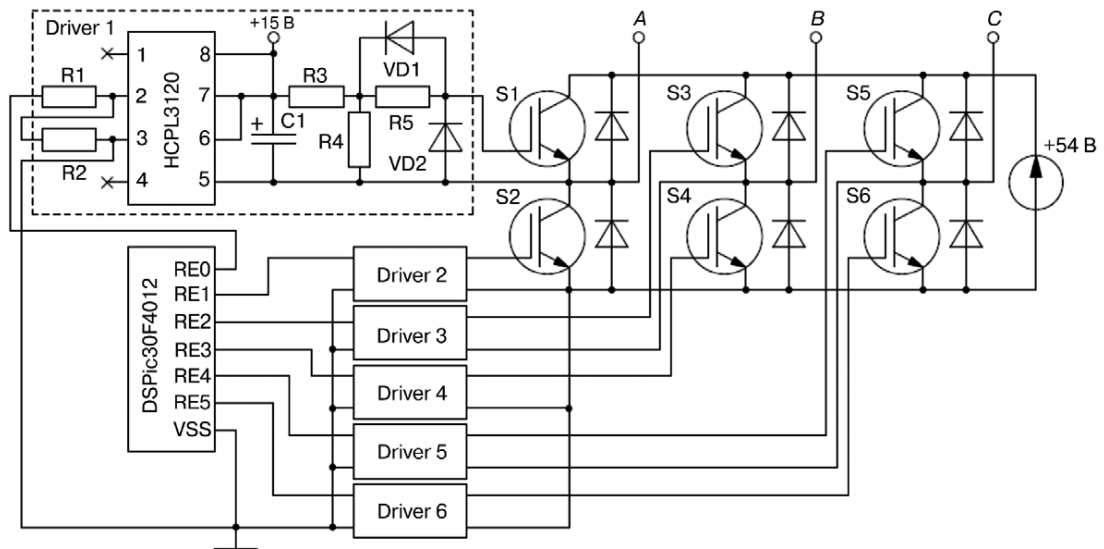 Driver 1
+15 В
A
B
C
1
8
R1
2
HCPL3120
7
R3
VD1
R5
S1
S3
S5
3
6
+
C1
R4
VD2
R2
4
5
+54 В
S2
S4
S6
DSPic30F4012
RE0
RE1
RE2
RE3
RE4
RE5
VSS
Driver 2
Driver 3
Driver 4
Driver 5
Driver 6